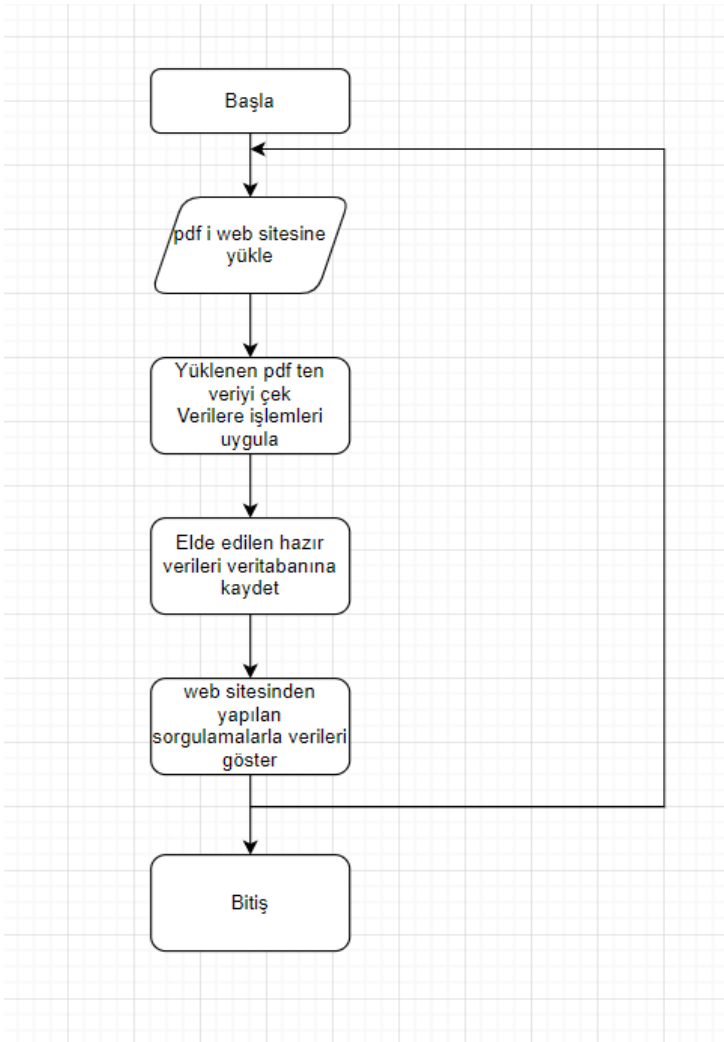 Başla
pdf i web sitesine
yükle
Yüklenen pdf ten
veriyi çek
Verilere işlemleri
uygula
Elde edilen hazır
verileri veritabanına
kaydet
web sitesinden
yapılan
sorgulamalarla verileri
göster
Bitiş